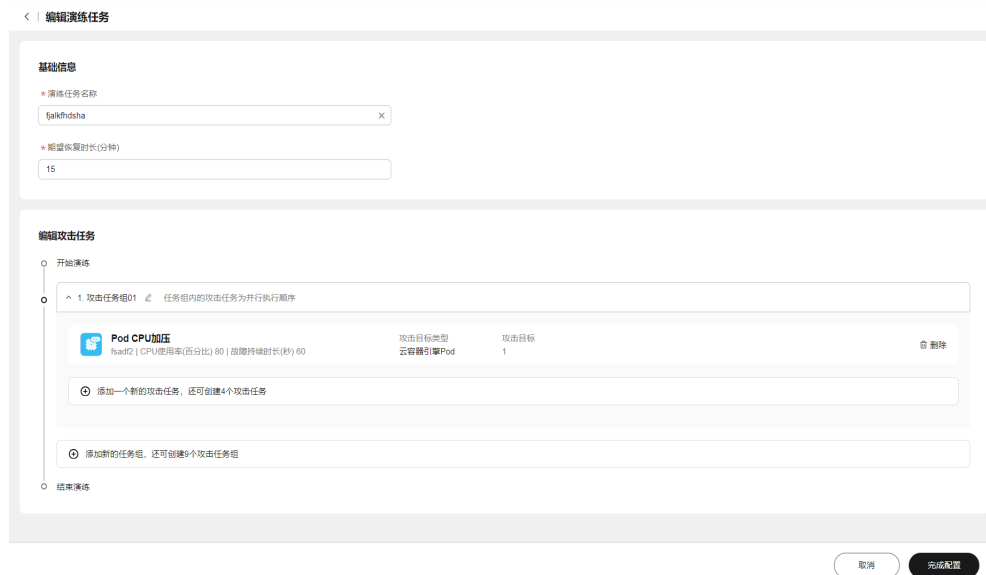 编辑演练任务
基础信息
*演练任务名称
fjalkfhdsha
*期望恢复时长(分钟)
15
编辑攻击任务
开始演练
1. 攻击任务组01 任务组内的攻击任务为并行执行顺序
Pod CPU加压 攻击目标类型 攻击目标
fsadf2 | CPU使用率(百分比) 80 | 故障持续时长(秒) 60 云容器引擎Pod 1 删除
添加一个新的攻击任务，还可创建4个攻击任务
添加新的任务组，还可创建9个攻击任务组
结束演练
取消 完成配置